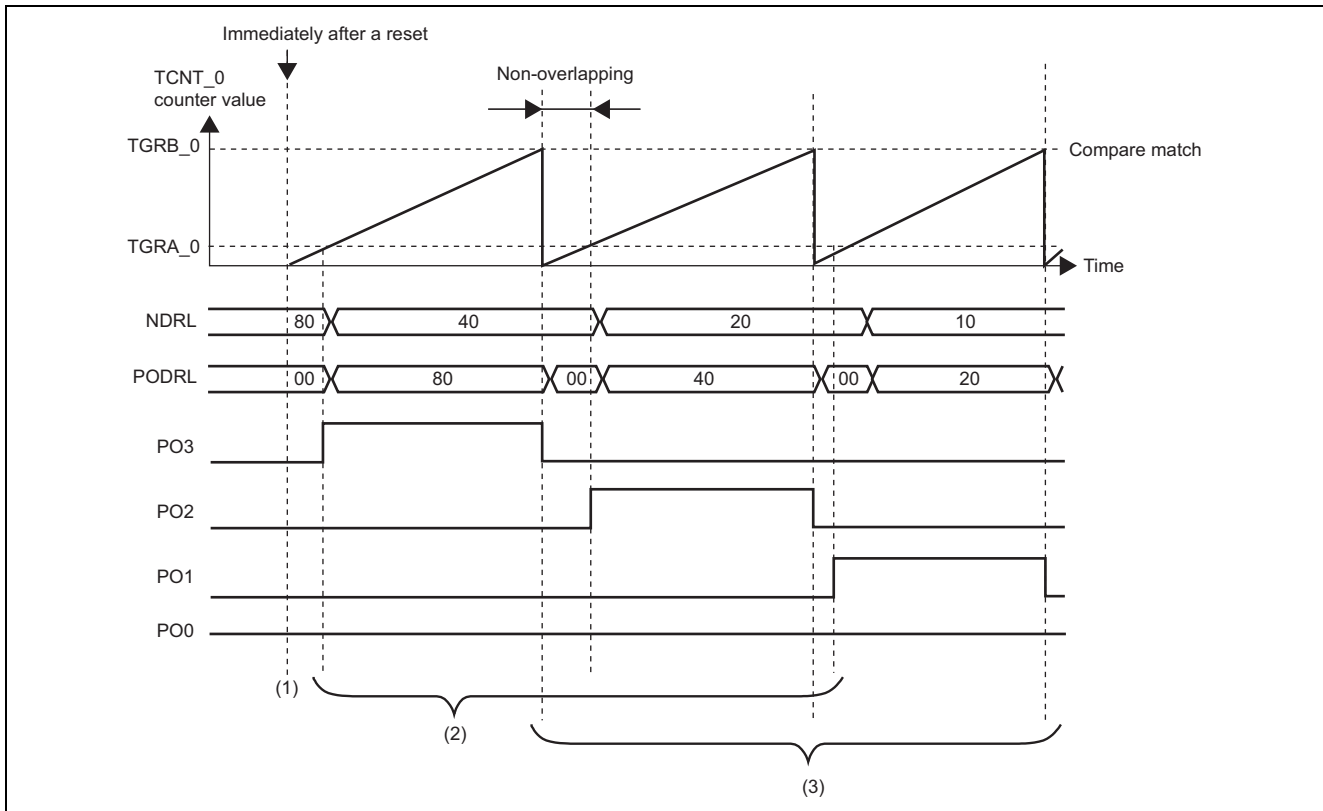 Immediately after a reset
TCNT_0
counter value
Non-overlapping
TGRB_0
Compare match
TGRA_0
Time
NDRL 80 40 20 10
PODRL 00 80 00 40 00 20
PO3
PO2
PO1
PO0
(1)
(2)
(3)